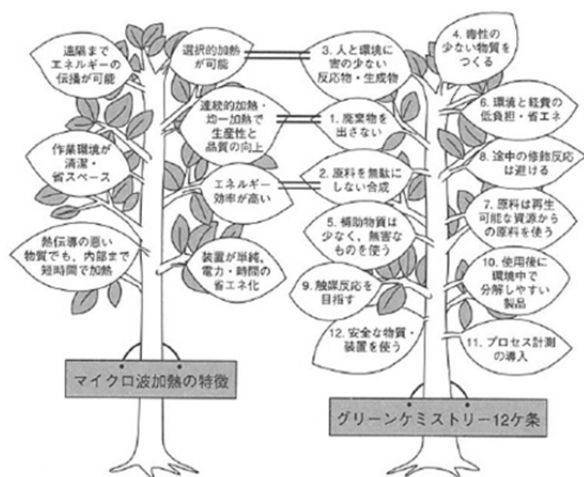 遠隔まで
エネルギーの
伝播が可能
選択的加熱
が可能
連続的加熱・
均一加熱で
生産性と
品質の向上
作業環境が
清潔・
省スペース
エネルギー
効率が高い
熱伝導の悪い
物質でも、内部まで
短時間で加熱
装置が単純,
電力・時間の
省エネ化
マイクロ波加熱の特徴
3. 人と環境に
害の少ない
反応物・生成物
4. 毒性の
少ない物質を
つくる
1. 廃棄物を
出さない
6. 環境と経費の
低負担・省エネ
2. 原料を無駄に
しない合成
8. 途中の修飾反応
は避ける
5. 補助物質は
少なく, 無害な
ものを使う
7. 原料は再生
可能な資源から
の原料を使う
9. 触媒反応を
目指す
10. 使用後に
環境中で
分解しやすい
製品
12. 安全な物質・
装置を使う
11. プロセス計測
の導入
グリーンケミストリー12ケ条